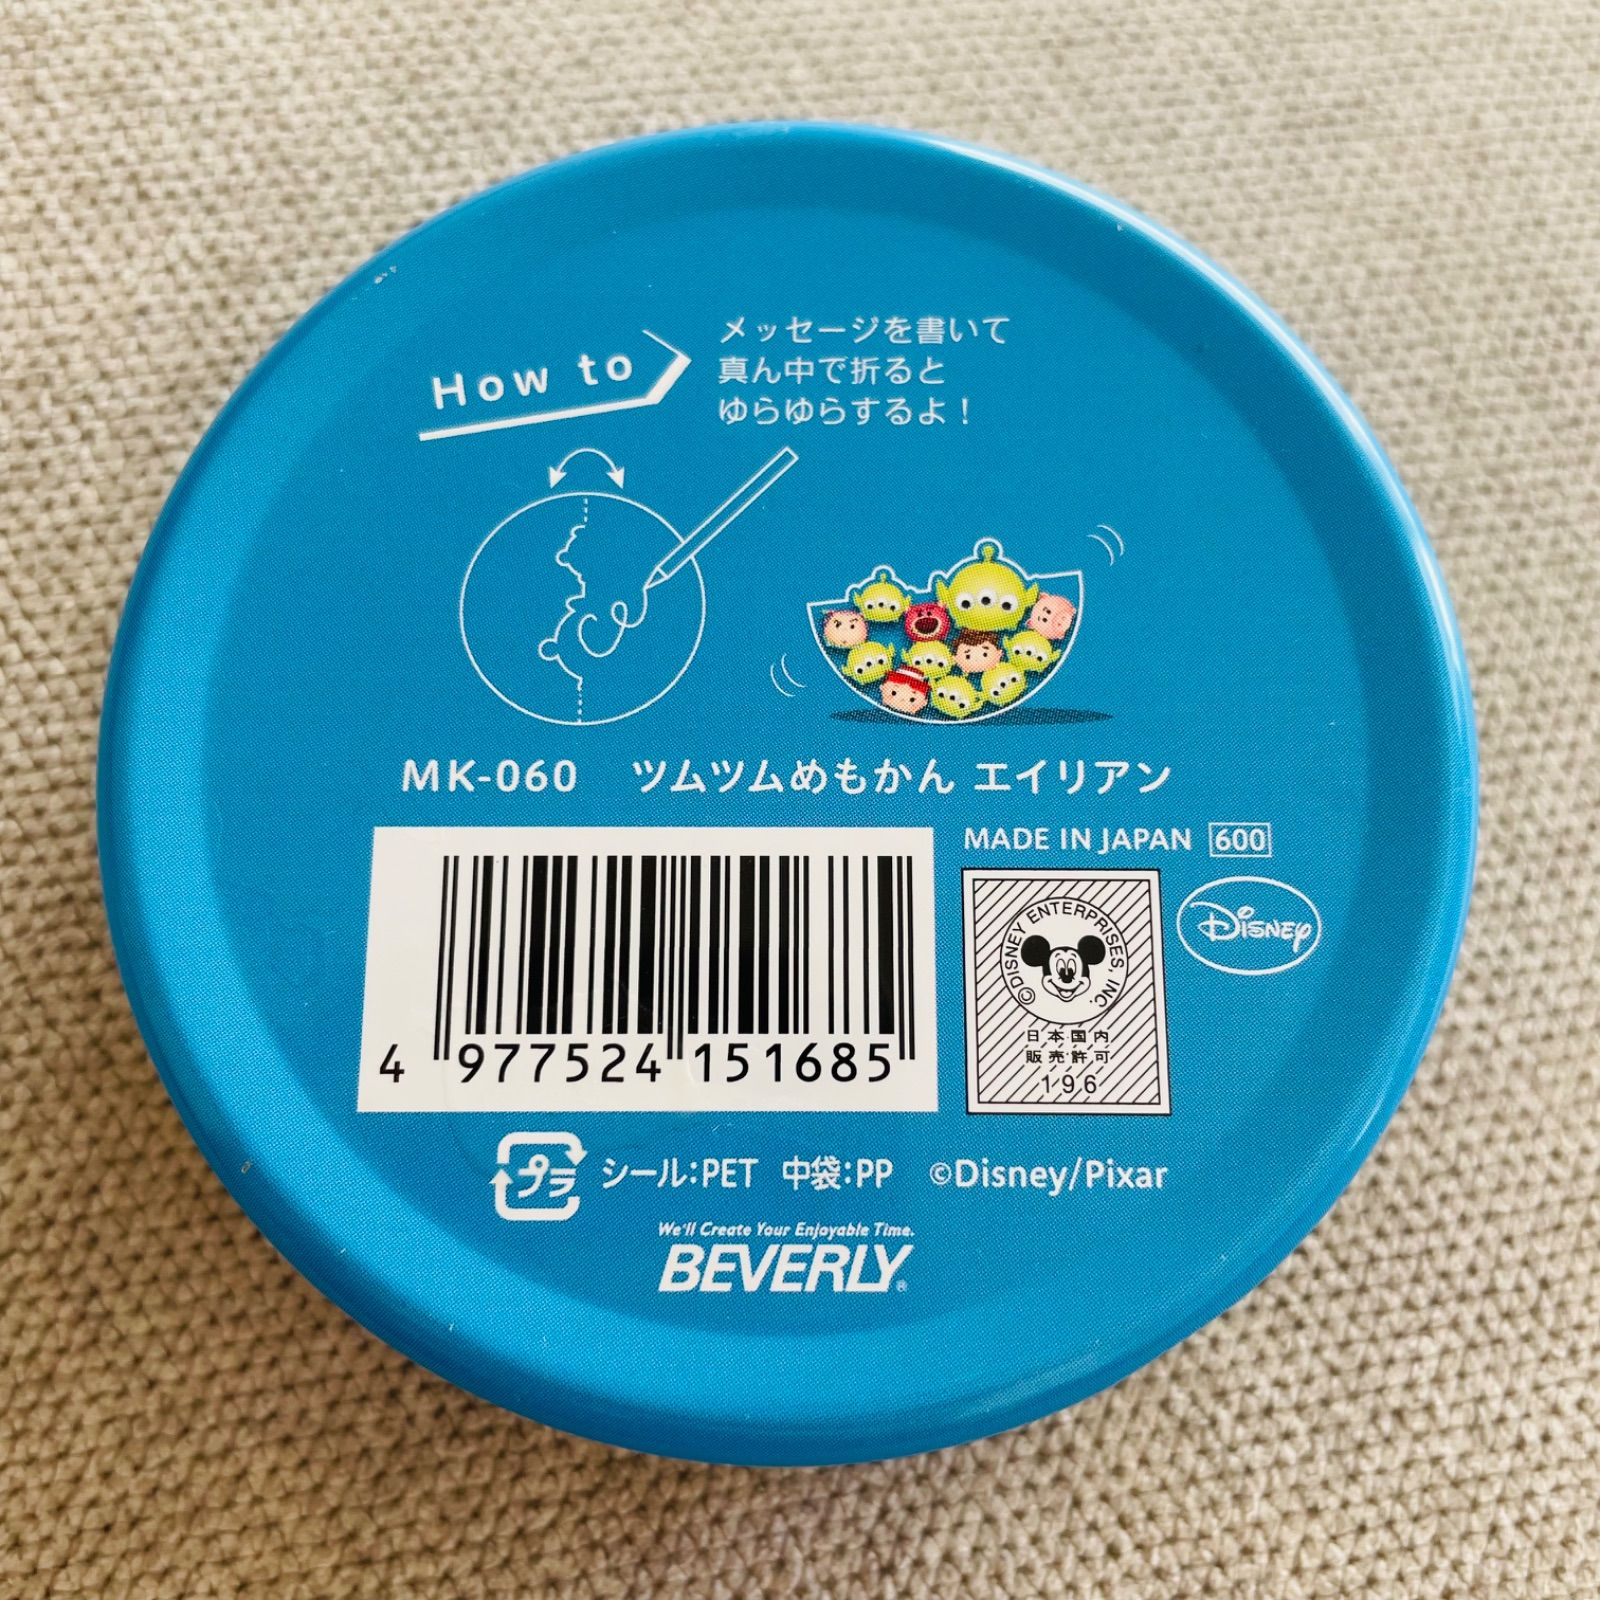 How to
メッセージを書いて
真ん中で折ると
ゆらゆらするよ!
MK-060 ツムツムめもかん エイリアン
MADE IN JAPAN 600
©DISNEY ENTERPRISES, INC.
日本国内
販売許可
196
Disney
4 977524 151685
プラ シール:PET 中袋:PP ©Disney/Pixar
We'll Create Your Enjoyable Time.
BEVERLY®